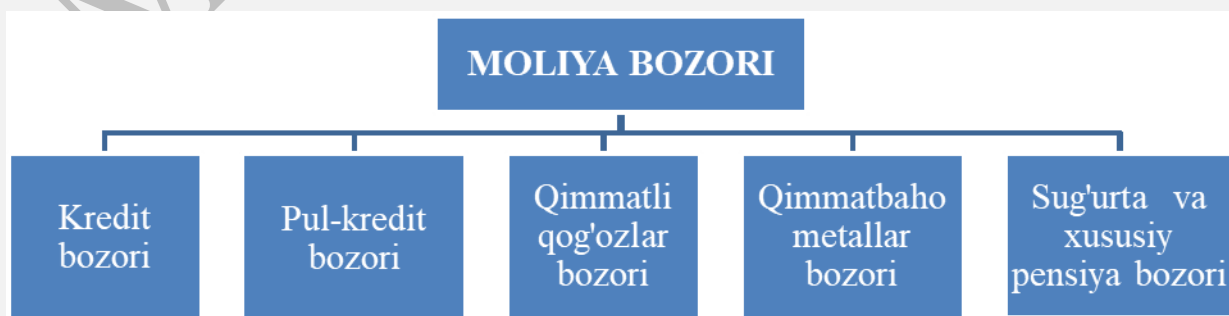 MOLIYA BOZORI
Kredit
bozori
Pul-kredit
bozori
Qimmatli
qog'ozlar
bozori
Qimmatbaho
metallar
bozori
Sug'urta va
xususiy
pensiya bozori